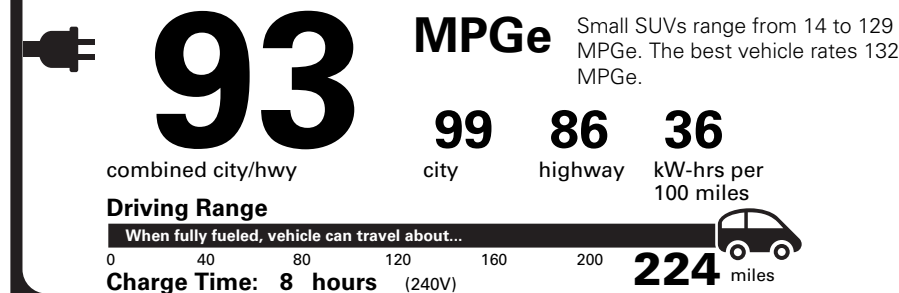 93
MPGe
Small SUVs range from 14 to 129
MPGe. The best vehicle rates 132
MPGe.
combined city/hwy
99
city
86
highway
36
kW-hrs per
100 miles
Driving Range
When fully fueled, vehicle can travel about...
0 40 80 120 160 200 224 miles
Charge Time: 8 hours (240V)